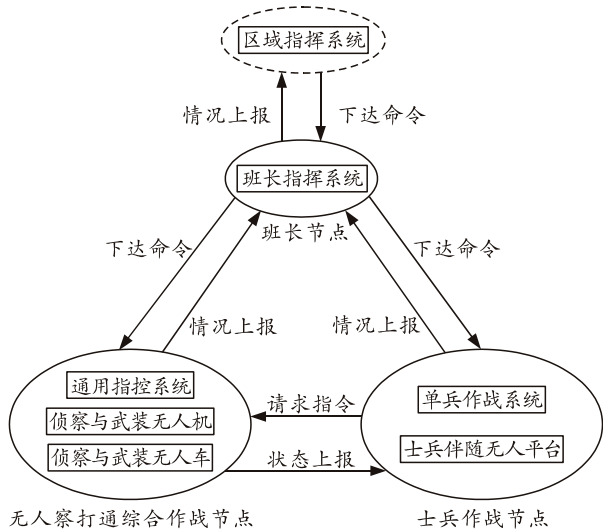 区域指挥系统
情况上报
下达命令
班长指挥系统
班长节点
下达命令
下达命令
情况上报
情况上报
通用指控系统
侦察与武装无人机
侦察与武装无人车
请求指令
状态上报
单兵作战系统
士兵伴随无人平台
无人察打通综合作战节点
士兵作战节点